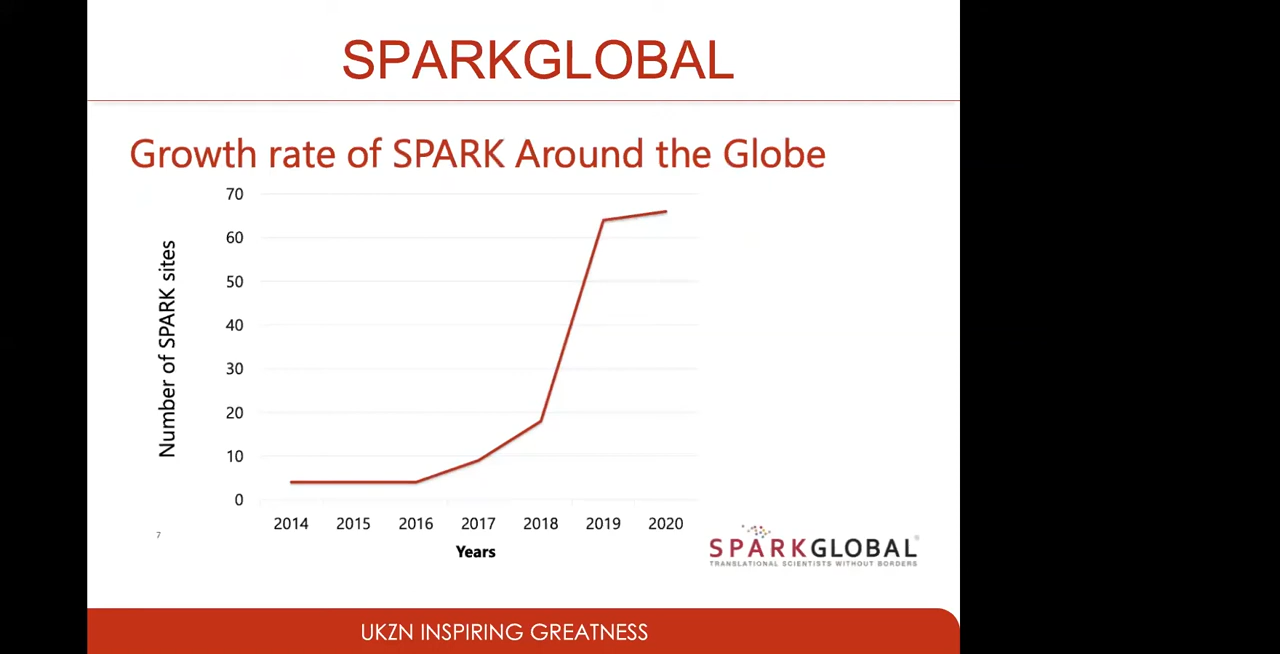 SPARKGLOBAL
Growth rate of SPARK Around the Globe
Number of SPARK sites
70
60
50
40
30
20
10
0
2014 2015 2016 2017 2018 2019 2020
Years
7
SPARKGLOBAL®
TRANSLATIONAL SCIENTISTS WITHOUT BORDERS
UKZN INSPIRING GREATNESS